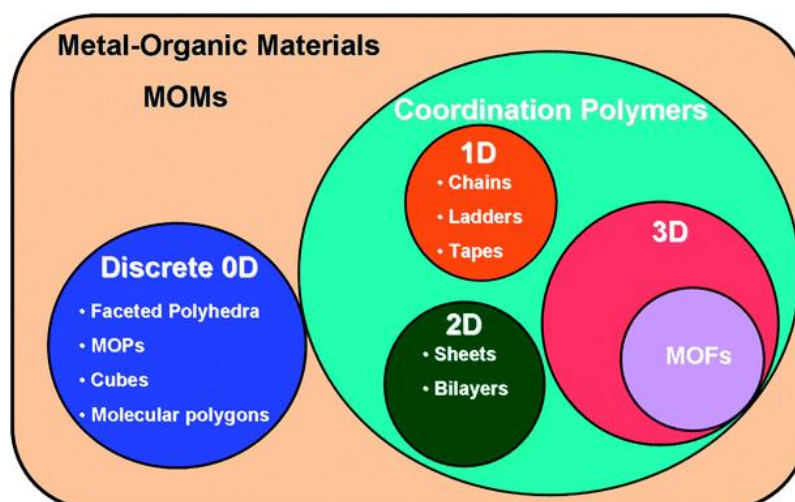 Metal-Organic Materials
MOMs
Coordination Polymers
1D
• Chains
• Ladders
• Tapes
Discrete 0D
• Faceted Polyhedra
• MOPs
• Cubes
• Molecular polygons
2D
• Sheets
• Bilayers
3D
MOFs